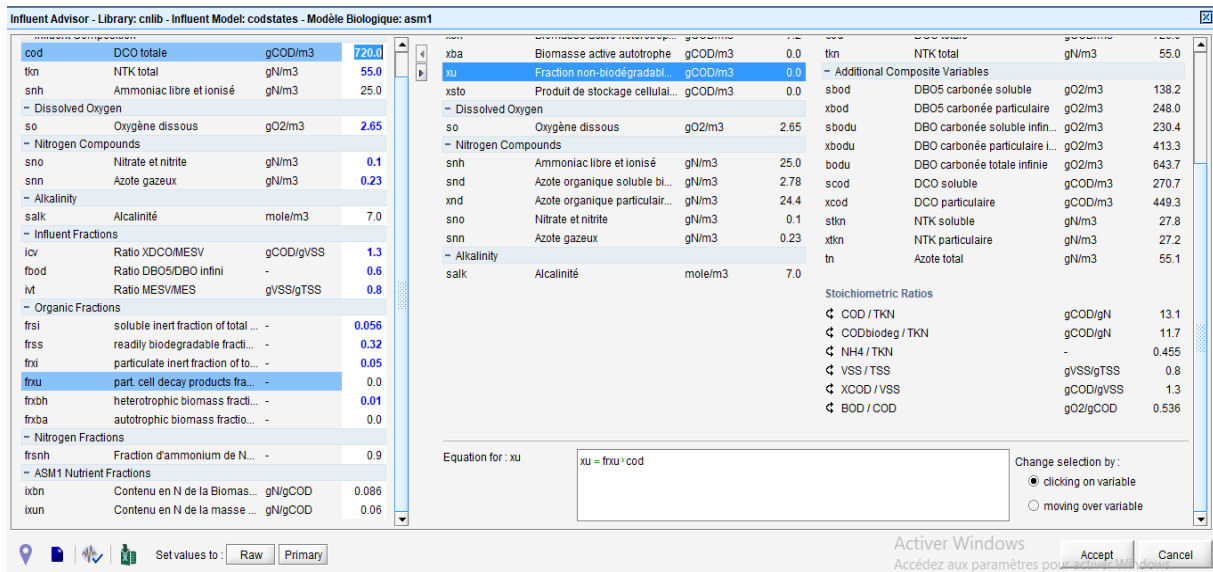 Influent Advisor - Library: cnlib - Influent Model: codstates - Modèle Biologique: asm1
cod DCO totale gCOD/m3 720.0
tkn NTK total gN/m3 55.0
snh Ammoniac libre et ionisé gN/m3 25.0
− Dissolved Oxygen
so Oxygène dissous gO2/m3 2.65
− Nitrogen Compounds
sno Nitrate et nitrite gN/m3 0.1
snn Azote gazeux gN/m3 0.23
− Alkalinity
salk Alcalinité mole/m3 7.0
− Influent Fractions
icv Ratio XDCO/MESV gCOD/gVSS 1.3
fbod Ratio DBO5/DBO infini - 0.6
ivt Ratio MESV/MES gVSS/gTSS 0.8
− Organic Fractions
frsi soluble inert fraction of total ... - 0.056
frss readily biodegradable fracti... - 0.32
frxi particulate inert fraction of to... - 0.05
frxu part. cell decay products fra... - 0.0
frxbh heterotrophic biomass fracti... - 0.01
frxba autotrophic biomass fractio... - 0.0
− Nitrogen Fractions
frsnh Fraction d'ammonium de N... - 0.9
− ASM1 Nutrient Fractions
ixbn Contenu en N de la Biomas... gN/gCOD 0.086
ixun Contenu en N de la masse ... gN/gCOD 0.06
xba Biomasse active autotrophe gCOD/m3 0.0
xu Fraction non-biodégradabl... gCOD/m3 0.0
xsto Produit de stockage cellulai... gCOD/m3 0.0
− Dissolved Oxygen
so Oxygène dissous gO2/m3 2.65
− Nitrogen Compounds
snh Ammoniac libre et ionisé gN/m3 25.0
snd Azote organique soluble bi... gN/m3 2.78
xnd Azote organique particulair... gN/m3 24.4
sno Nitrate et nitrite gN/m3 0.1
snn Azote gazeux gN/m3 0.23
− Alkalinity
salk Alcalinité mole/m3 7.0
tkn NTK total gN/m3 55.0
− Additional Composite Variables
sbod DBO5 carbonée soluble gO2/m3 138.2
xbod DBO5 carbonée particulaire gO2/m3 248.0
sbodu DBO carbonée soluble infin... gO2/m3 230.4
xbodu DBO carbonée particulaire i... gO2/m3 413.3
bodu DBO carbonée totale infinie gO2/m3 643.7
scod DCO soluble gCOD/m3 270.7
xcod DCO particulaire gCOD/m3 449.3
stkn NTK soluble gN/m3 27.8
xtkn NTK particulaire gN/m3 27.2
tn Azote total gN/m3 55.1
Stoichiometric Ratios
COD / TKN gCOD/gN 13.1
CODbiodeg / TKN gCOD/gN 11.7
NH4 / TKN - 0.455
VSS / TSS gVSS/gTSS 0.8
XCOD / VSS gCOD/gVSS 1.3
BOD / COD gO2/gCOD 0.536
Equation for : xu
xu = frxu*cod
Change selection by :
clicking on variable
moving over variable
Set values to : Raw Primary
Activer Windows
Accédez aux paramètres pour activer Windows.
Accept Cancel